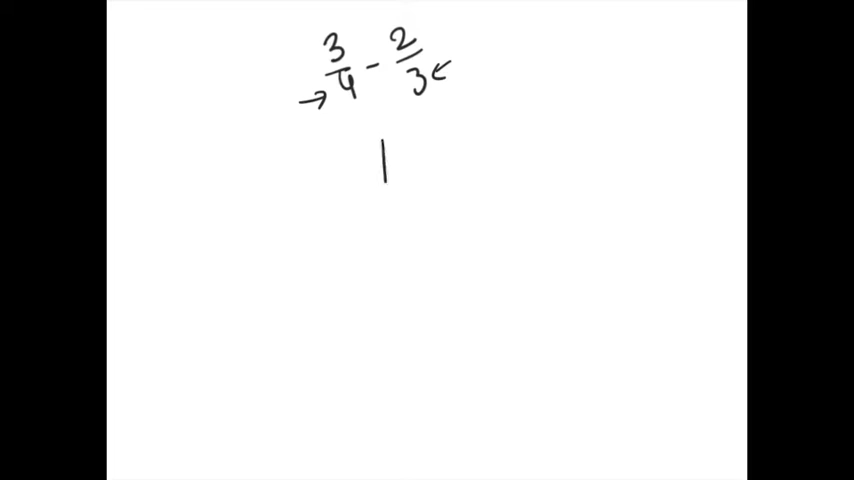 3/4 - 2/3
→ ←
|